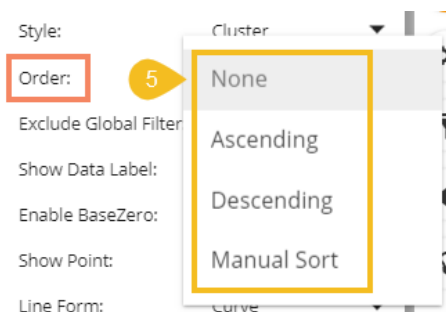 Style: Cluster
Order: 5 None
Exclude Global Filter
Ascending
Show Data Label:
Descending
Enable BaseZero:
Show Point: Manual Sort
Line Form: Curve